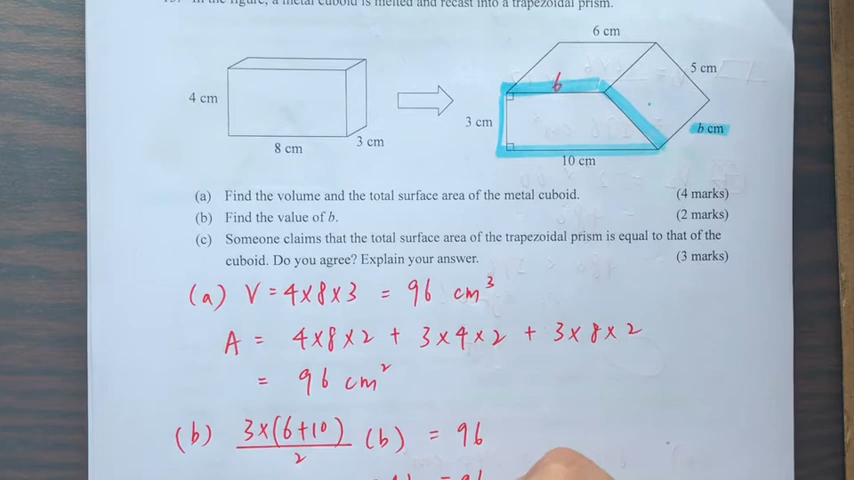 In the figure, a metal cuboid is melted and recast into a trapezoidal prism.
6 cm
4 cm
8 cm
3 cm
b
5 cm
3 cm
b cm
10 cm
(a) Find the volume and the total surface area of the metal cuboid. (4 marks)
(b) Find the value of b. (2 marks)
(c) Someone claims that the total surface area of the trapezoidal prism is equal to that of the
cuboid. Do you agree? Explain your answer. (3 marks)
(a) V = 4×8×3 = 96 cm³
A = 4×8×2 + 3×4×2 + 3×8×2
= 96 cm²
(b) 3×(6+10)/2 (b) = 96